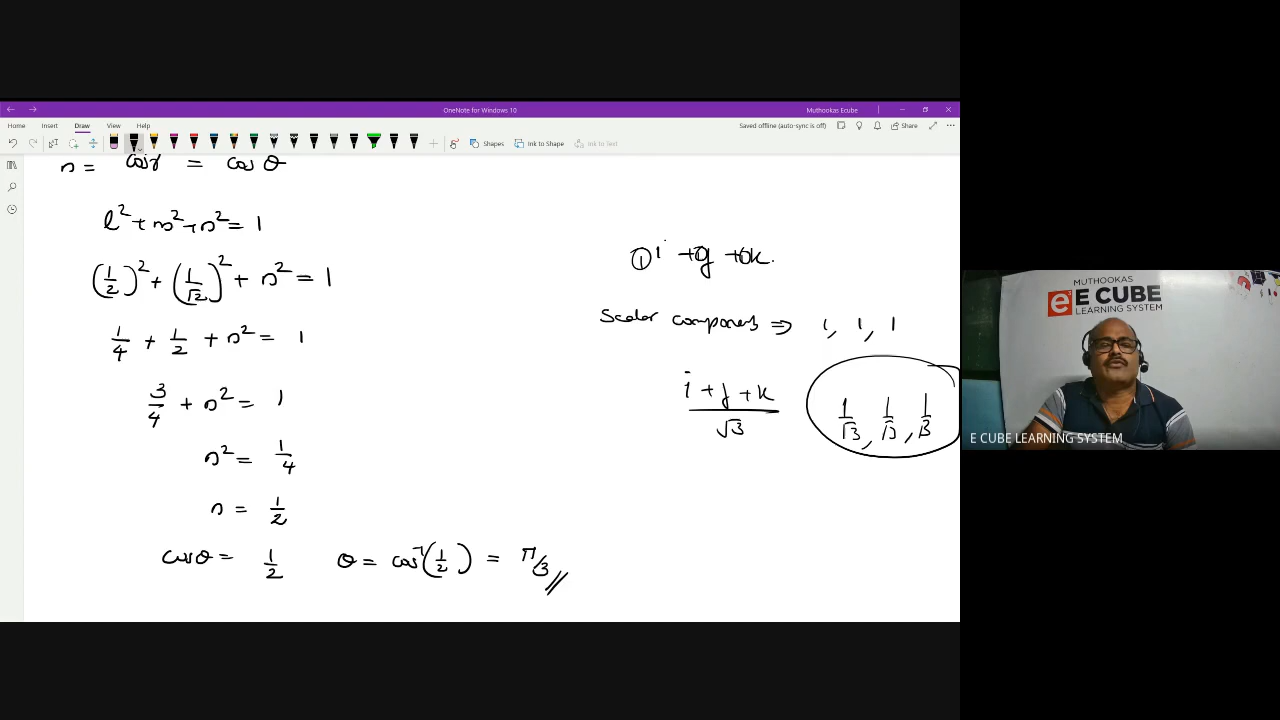 OneNote for Windows 10
Muthookas Ecube
Home Insert Draw View Help
Saved offline (auto-sync is off)
Share
Shapes
Ink to Shape
Ink to Text
n = cos γ = cos θ
l² + m² + n² = 1
(1/2)² + (1/√2)² + n² = 1
1/4 + 1/2 + n² = 1
3/4 + n² = 1
n² = 1/4
n = 1/2
cos θ = 1/2 θ = cos⁻¹(1/2) = π/3
1i + 1j + 1k.
Scalar components ⇒ 1, 1, 1
i + j + k / √3
1/√3, 1/√3, 1/√3
MUTHOOKAS
e³ E CUBE
LEARNING SYSTEM
E CUBE LEARNING SYSTEM